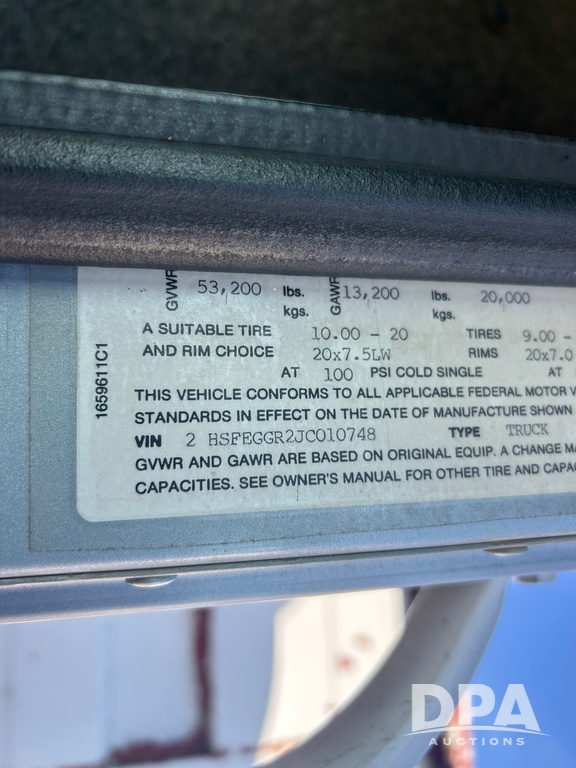 GVWR 53,200 lbs. kgs. GAWR 13,200 lbs. kgs. 20,000
A SUITABLE TIRE 10.00 - 20 TIRES 9.00 -
AND RIM CHOICE 20x7.5LW RIMS 20x7.0
AT 100 PSI COLD SINGLE AT
THIS VEHICLE CONFORMS TO ALL APPLICABLE FEDERAL MOTOR V
STANDARDS IN EFFECT ON THE DATE OF MANUFACTURE SHOWN
VIN 2 HSFEGGR2JC010748 TYPE TRUCK
GVWR AND GAWR ARE BASED ON ORIGINAL EQUIP. A CHANGE MA
CAPACITIES. SEE OWNER'S MANUAL FOR OTHER TIRE AND CAPAC
1659611C1
DPA
AUCTIONS